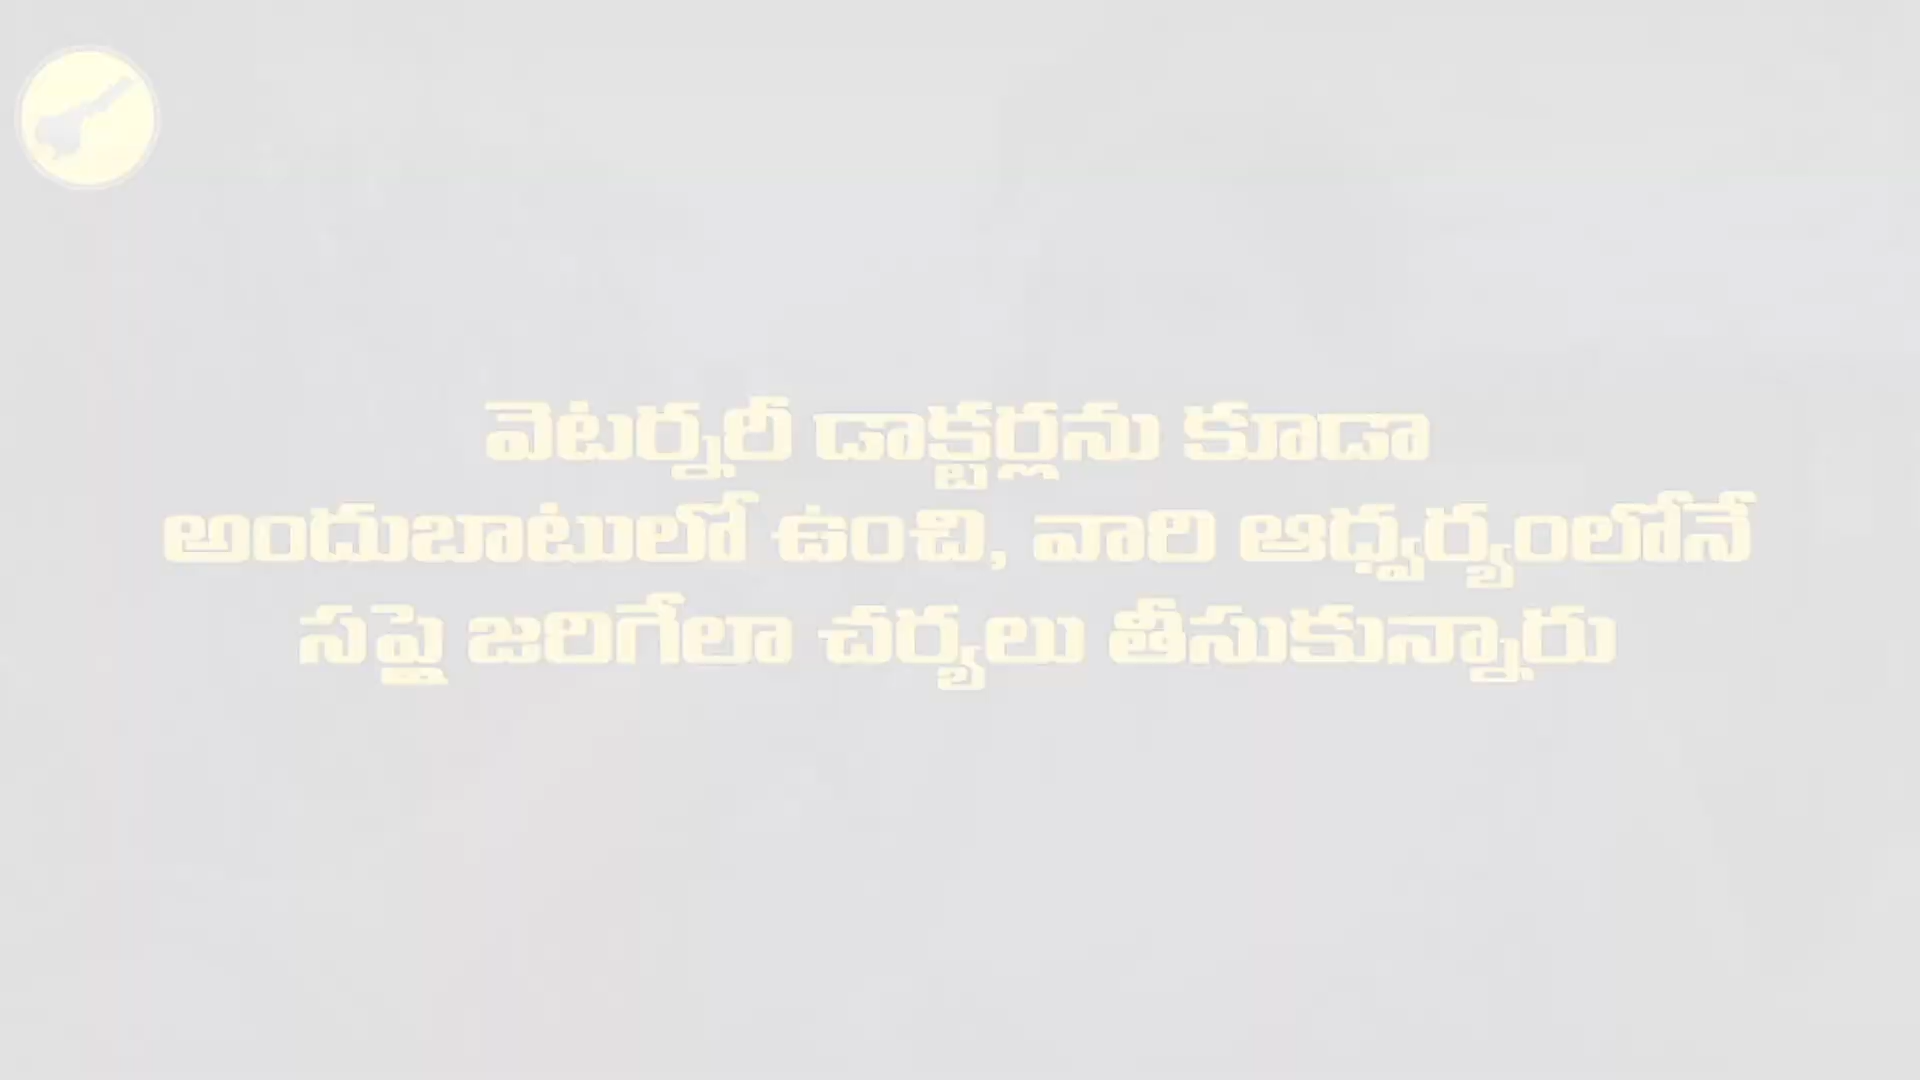 వెటర్నరీ డాక్టర్లను కూడా
అందుబాటులో ఉంచి, వారి ఆధ్వర్యంలోనే
సప్లై జరిగేలా చర్యలు తీసుకున్నారు